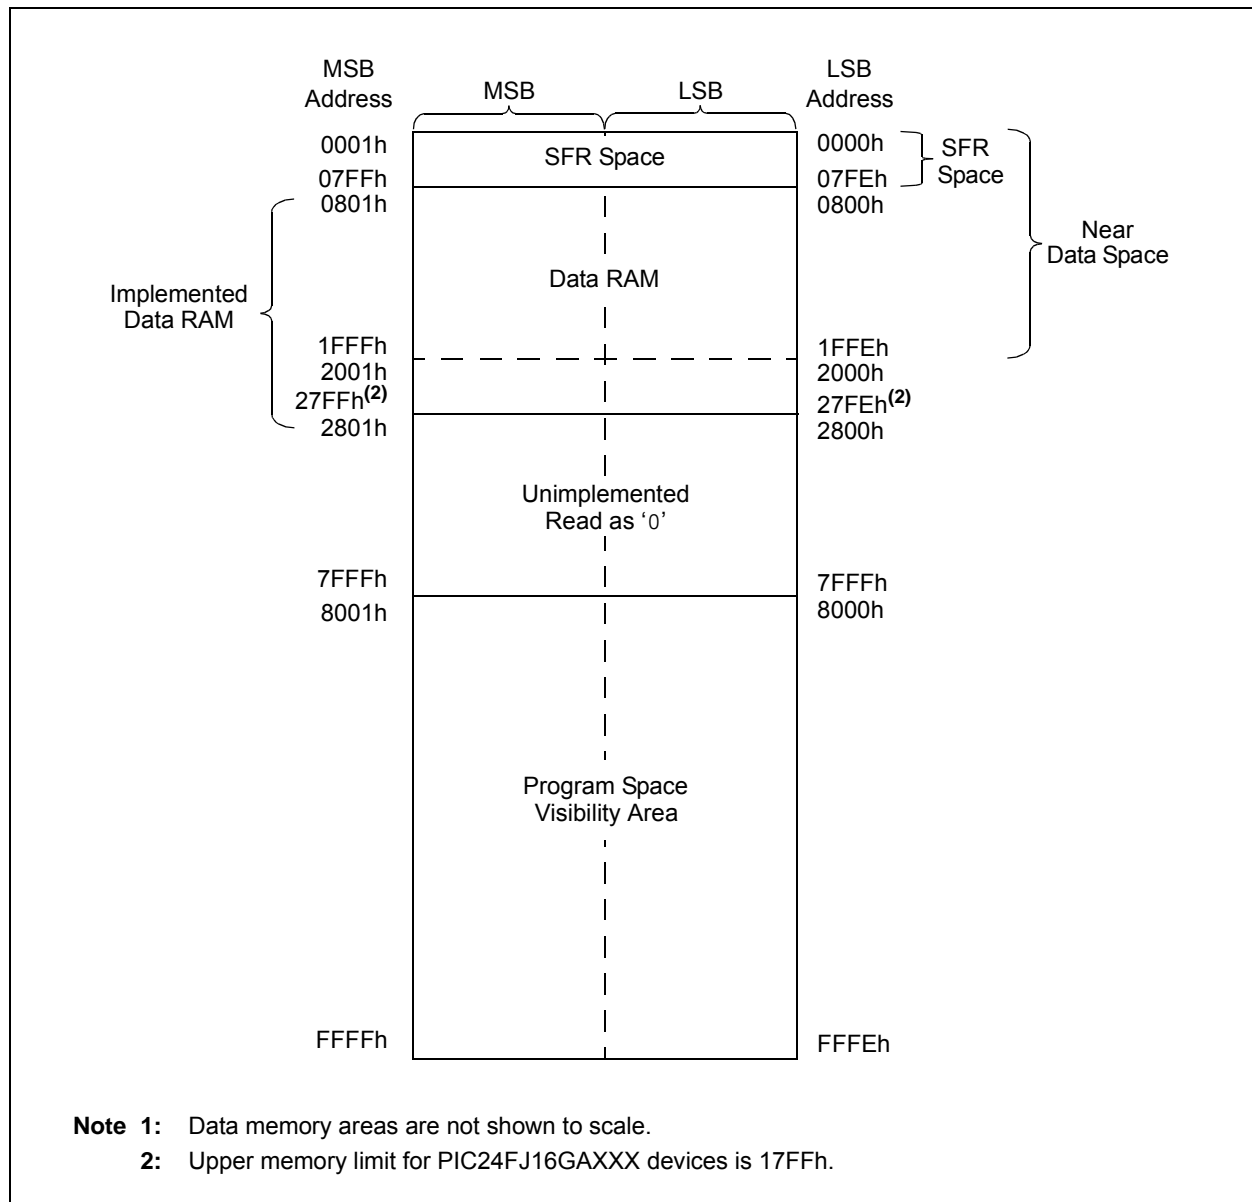 MSB
Address
MSB
LSB
LSB
Address
0001h
SFR Space
0000h
SFR
Space
07FFh
07FEh
0801h
0800h
Near
Data Space
Implemented
Data RAM
Data RAM
1FFFh
1FFEh
2001h
2000h
27FFh(2)
27FEh(2)
2801h
2800h
Unimplemented
Read as ‘0’
7FFFh
7FFFh
8001h
8000h
Program Space
Visibility Area
FFFFh
FFFEh
Note 1: Data memory areas are not shown to scale.
2: Upper memory limit for PIC24FJ16GAXXX devices is 17FFh.